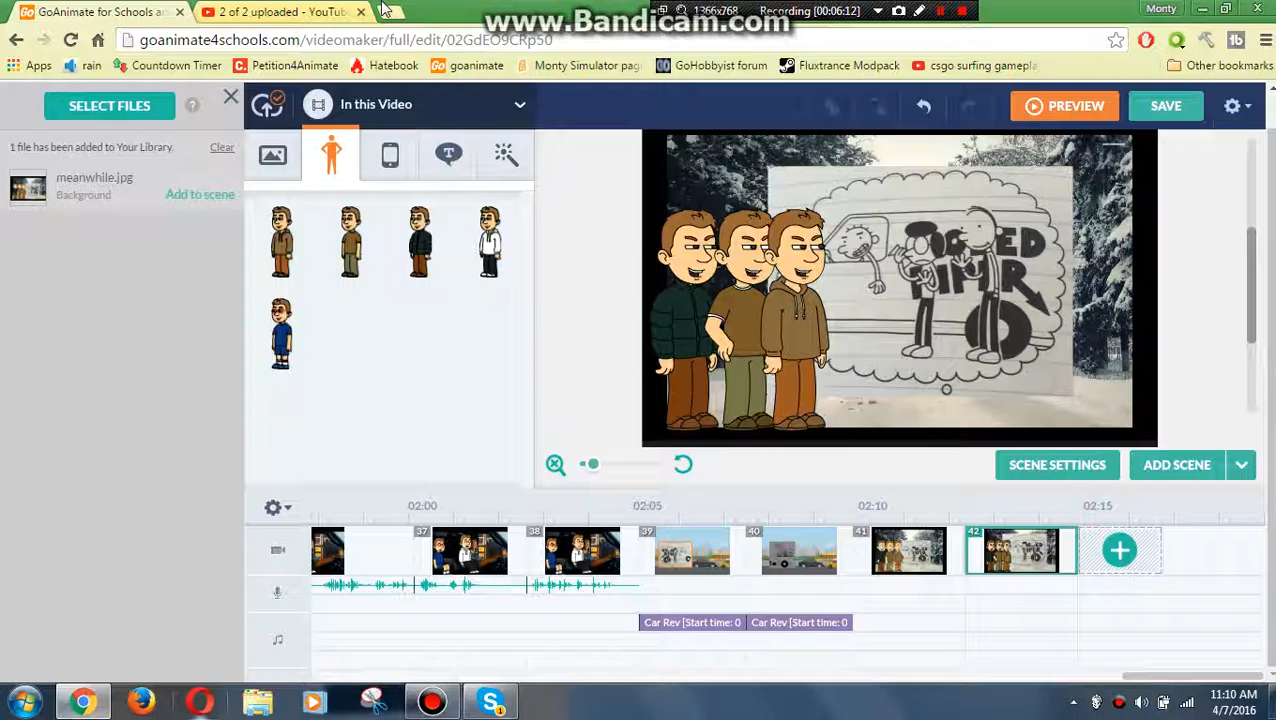 GoAnimate for Schools ar
2 of 2 uploaded - YouTube
www.Bandicam.com
1366x768
Recording [00:06:12]
Monty
goanimate4schools.com/videomaker/full/edit/02GdEO9CRp50
Apps
rain
Countdown Timer
Petition4Animate
Hatebook
goanimate
Monty Simulator pag
GoHobbyist forum
Fluxtrance Modpack
csgo surfing gamepla
Other bookmarks
SELECT FILES
?
In this Video
PREVIEW
SAVE
1 file has been added to Your Library.
Clear
meanwhile.jpg
Background
Add to scene
SCENE SETTINGS
ADD SCENE
02:00
02:05
02:10
02:15
37
38
39
40
41
42
Car Rev [Start time: 0
Car Rev [Start time: 0
11:10 AM
4/7/2016